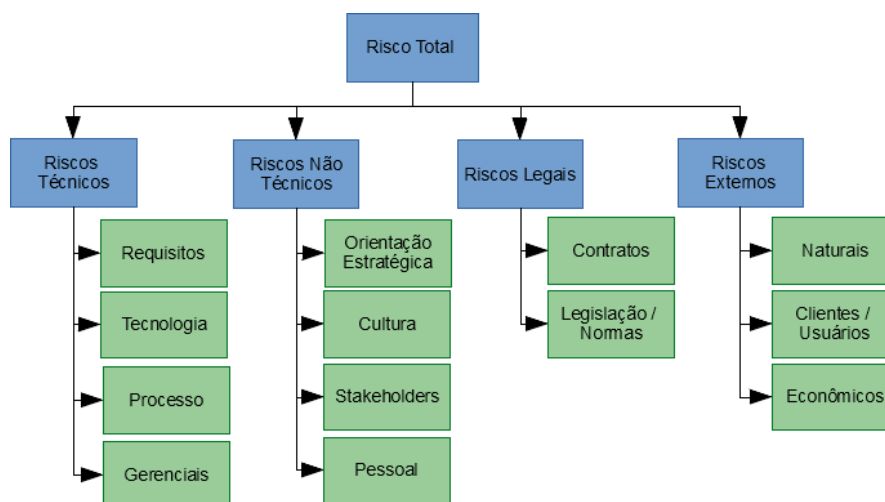 Risco Total
Riscos
Técnicos
Riscos Não
Técnicos
Riscos Legais
Riscos
Externos
Requisitos
Tecnologia
Processo
Gerenciais
Orientação
Estratégica
Cultura
Stakeholders
Pessoal
Contratos
Legislação /
Normas
Naturais
Clientes /
Usuários
Econômicos